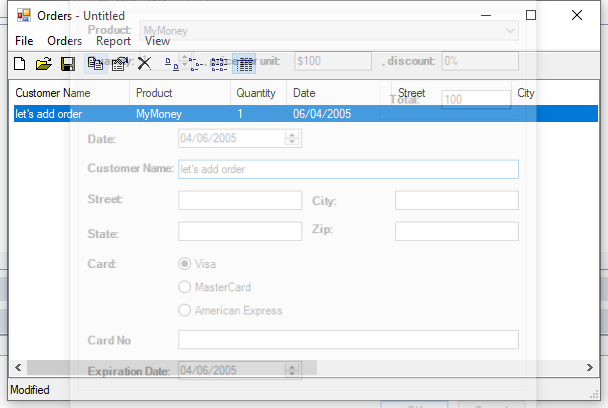 Orders - Untitled
Product: MyMoney
File Orders Report View
unit: $100 , discount: 0%
Customer Name Product Quantity Date Street City
Total: 100
let's add order MyMoney 1 06/04/2005
Date: 04/06/2005
Customer Name: let's add order
Street: City:
State: Zip:
Card: Visa
MasterCard
American Express
Card No
Expiration Date: 04/06/2005
Modified